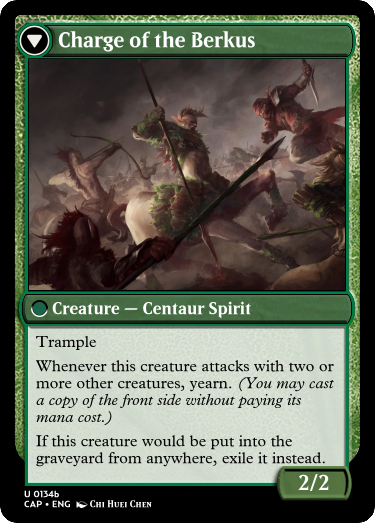 Charge of the Berkus
Creature — Centaur Spirit
Trample
Whenever this creature attacks with two or
more other creatures, yearn. (You may cast
a copy of the front side without paying its
mana cost.)
If this creature would be put into the
graveyard from anywhere, exile it instead.
2/2
U 0134b
CAP • ENG Chi Huei Chen